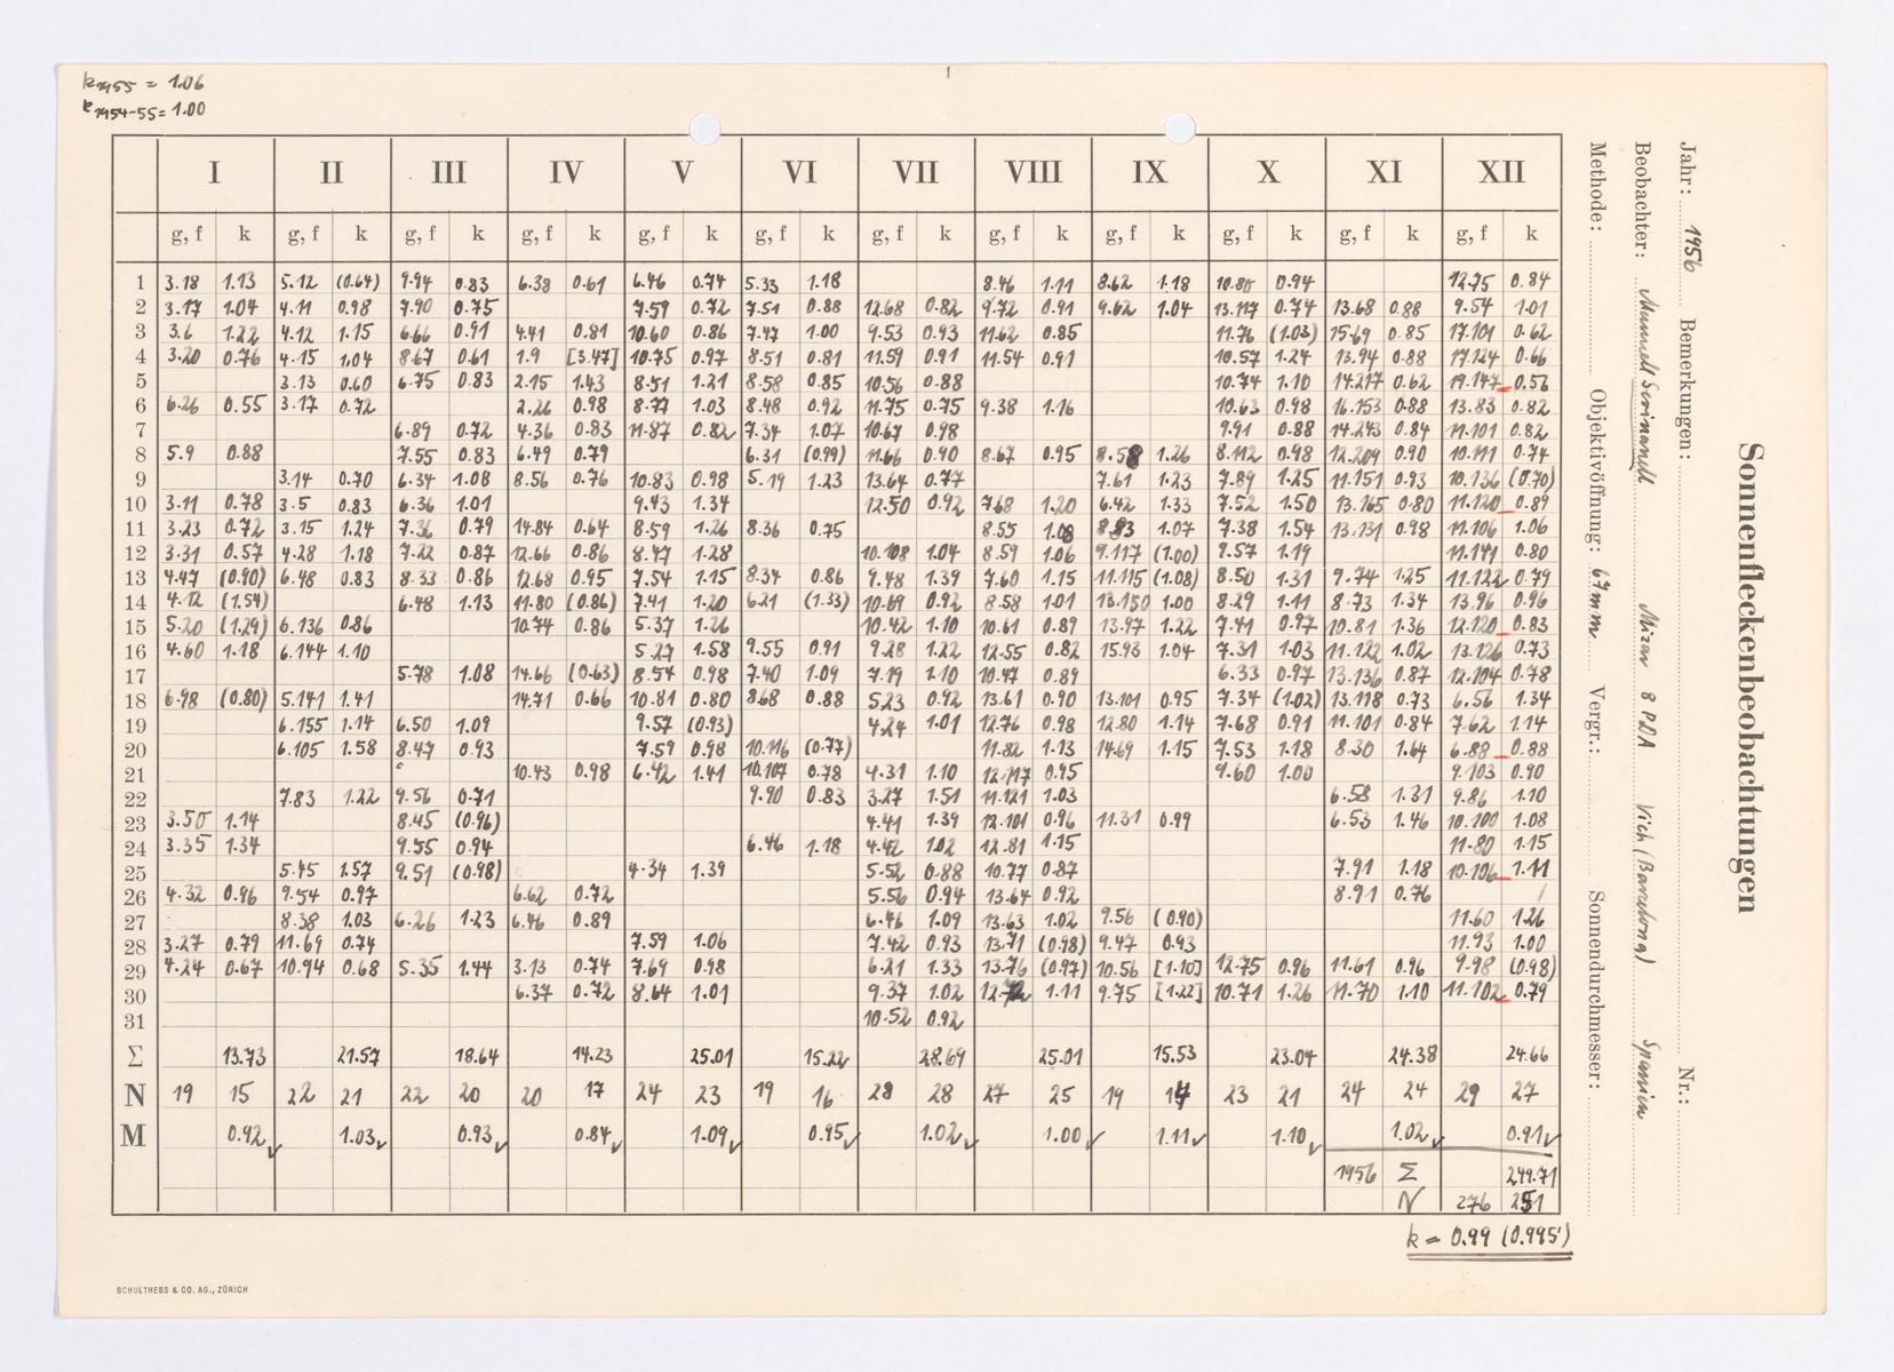 k1955 = 1.06
k1954-55 = 1.00
I II III IV V VI VII VIII IX X XI XII
g, f k g, f k g, f k g, f k g, f k g, f k g, f k g, f k g, f k g, f k g, f k g, f k
1 3.18 1.13 5.12 (0.64) 9.94 0.83 6.38 0.61 6.46 0.74 5.33 1.18 8.46 1.11 8.62 1.18 10.80 0.94 12.75 0.84
2 3.17 1.04 4.11 0.98 7.90 0.75 7.59 0.72 7.51 0.88 12.68 0.82 9.72 0.91 9.62 1.04 13.117 0.74 13.68 0.88 9.54 1.01
3 3.6 1.22 4.12 1.15 6.66 0.91 4.41 0.81 10.60 0.86 7.47 1.00 9.53 0.93 11.62 0.85 11.76 (1.03) 15.69 0.85 17.101 0.62
4 3.20 0.76 4.15 1.04 8.67 0.61 1.9 [3.47] 10.75 0.97 8.51 0.81 11.59 0.91 11.54 0.91 10.57 1.24 13.94 0.88 17.124 0.66
5 3.13 0.60 6.75 0.83 2.15 1.43 8.51 1.21 8.58 0.85 10.56 0.88 10.74 1.10 14.217 0.62 19.147 0.56
6 6.26 0.55 3.17 0.72 2.26 0.98 8.77 1.03 8.48 0.92 11.75 0.75 9.38 1.16 10.63 0.98 16.153 0.88 13.83 0.82
7 6.89 0.72 4.36 0.83 11.87 0.82 7.34 1.07 10.67 0.98 9.91 0.88 14.243 0.84 11.101 0.82
8 5.9 0.88 7.55 0.83 6.49 0.79 6.31 (0.99) 11.66 0.90 8.67 0.95 8.58 1.26 8.112 0.98 12.209 0.90 10.111 0.74
9 3.14 0.70 6.34 1.08 8.56 0.76 10.83 0.98 5.19 1.23 13.64 0.77 7.61 1.23 7.89 1.25 11.151 0.93 10.136 (0.70)
10 3.11 0.78 3.5 0.83 6.36 1.01 9.43 1.34 12.50 0.92 7.68 1.20 6.42 1.33 7.52 1.50 13.165 0.80 11.120 0.89
11 3.23 0.72 3.15 1.24 7.36 0.79 14.84 0.64 8.59 1.26 8.36 0.75 8.55 1.08 8.83 1.07 7.38 1.54 13.131 0.98 11.106 1.06
12 3.31 0.57 4.28 1.18 7.22 0.87 12.66 0.86 8.47 1.28 10.108 1.04 8.59 1.06 9.117 (1.00) 9.57 1.19 11.141 0.80
13 4.47 (0.90) 6.48 0.83 8.33 0.86 12.68 0.95 7.54 1.15 8.34 0.86 9.48 1.39 7.60 1.15 11.115 (1.08) 8.50 1.31 9.74 1.25 11.122 0.79
14 4.12 (1.54) 6.48 1.13 11.80 (0.86) 7.41 1.20 6.21 (1.33) 10.69 0.92 8.58 1.01 13.150 1.00 8.29 1.11 8.73 1.34 13.96 0.96
15 5.20 (1.29) 6.136 0.86 10.74 0.86 5.37 1.26 10.42 1.10 10.61 0.89 13.97 1.22 7.41 0.97 10.81 1.36 12.120 0.83
16 4.60 1.18 6.144 1.10 5.27 1.58 9.55 0.91 9.28 1.22 12.55 0.82 15.93 1.04 7.31 1.03 11.122 1.02 13.126 0.73
17 5.78 1.08 14.66 (0.63) 8.54 0.98 7.40 1.09 7.19 1.10 10.47 0.89 6.33 0.97 13.136 0.87 12.104 0.78
18 6.98 (0.80) 5.141 1.41 14.71 0.66 10.81 0.80 8.68 0.88 5.23 0.92 13.61 0.90 13.101 0.95 7.34 (1.02) 13.118 0.73 6.56 1.34
19 6.155 1.14 6.50 1.09 9.57 (0.93) 4.24 1.01 12.76 0.98 12.80 1.14 7.68 0.91 11.101 0.84 7.62 1.14
20 6.105 1.58 8.47 0.93 7.59 0.98 10.116 (0.77) 11.82 1.13 14.69 1.15 7.53 1.18 8.30 1.64 6.88 0.88
21 10.43 0.98 6.42 1.41 10.107 0.78 4.31 1.10 12.117 0.95 9.60 1.00 9.103 0.90
22 7.83 1.22 9.56 0.71 9.90 0.83 3.27 1.51 11.121 1.03 6.58 1.31 9.86 1.10
23 3.50 1.14 8.45 (0.96) 4.41 1.39 12.101 0.96 11.31 0.99 6.53 1.46 10.100 1.08
24 3.35 1.34 9.55 0.94 6.46 1.18 4.42 1.02 12.81 1.15 11.80 1.15
25 5.45 1.57 9.51 (0.98) 4.34 1.39 5.52 0.88 10.77 0.87 7.91 1.18 10.106 1.11
26 4.32 0.96 9.54 0.97 6.62 0.72 5.56 0.94 13.64 0.92 8.91 0.76
27 8.38 1.03 6.26 1.23 6.46 0.89 6.46 1.09 13.63 1.02 9.56 (0.90) 11.60 1.26
28 3.27 0.79 11.69 0.74 7.59 1.06 7.42 0.93 13.71 (0.98) 9.47 0.93 11.93 1.00
29 4.24 0.67 10.94 0.68 5.35 1.44 3.13 0.74 7.69 0.98 6.21 1.33 13.76 (0.97) 10.56 [1.10] 12.75 0.96 11.61 0.96 9.98 (0.98)
30 6.37 0.72 8.64 1.01 9.37 1.02 12.72 1.11 9.75 [1.22] 10.71 1.26 11.70 1.10 11.102 0.79
31 10.52 0.92
Σ 13.73 21.57 18.64 14.23 25.01 15.22 28.69 25.01 15.53 23.04 24.38 24.66
N 19 15 22 21 22 20 20 17 24 23 19 16 28 28 27 25 19 14 23 21 24 24 29 27
M 0.92 1.03 0.93 0.84 1.09 0.95 1.02 1.00 1.11 1.10 1.02 0.91
1956 Σ 249.71
N 276 251
k = 0.99 (0.995')
SCHULTHESS & CO. AG., ZÜRICH
Sonnenfleckenbeobachtungen
Jahr: 1956 Bemerkungen: Nr.:
Beobachter: 8 Vich (Barcelona) Spanien
Methode: Objektivöffnung: 67 mm Vergr.: Sonnendurchmesser: